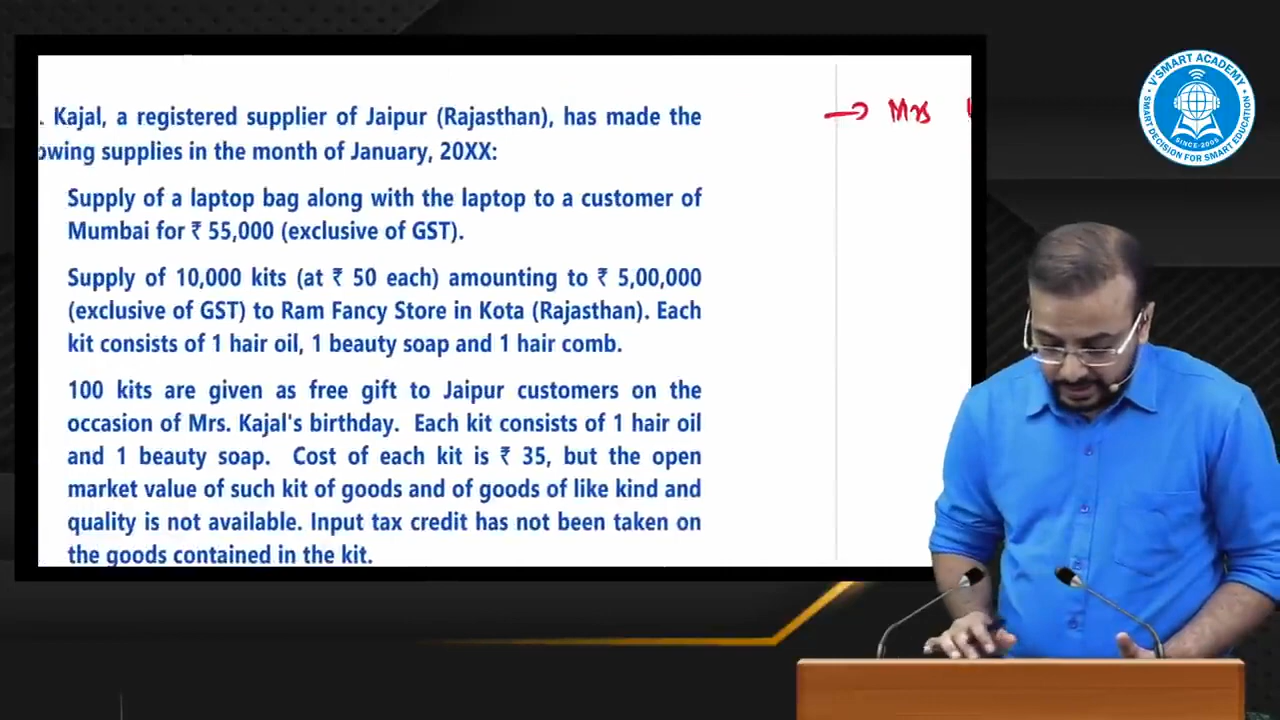 . Kajal, a registered supplier of Jaipur (Rajasthan), has made the
owing supplies in the month of January, 20XX:
Supply of a laptop bag along with the laptop to a customer of
Mumbai for ₹ 55,000 (exclusive of GST).
Supply of 10,000 kits (at ₹ 50 each) amounting to ₹ 5,00,000
(exclusive of GST) to Ram Fancy Store in Kota (Rajasthan). Each
kit consists of 1 hair oil, 1 beauty soap and 1 hair comb.
100 kits are given as free gift to Jaipur customers on the
occasion of Mrs. Kajal's birthday. Each kit consists of 1 hair oil
and 1 beauty soap. Cost of each kit is ₹ 35, but the open
market value of such kit of goods and of goods of like kind and
quality is not available. Input tax credit has not been taken on
the goods contained in the kit.
→ Mrs
V'SMART ACADEMY
SINCE-2005
SMART DECISION FOR SMART EDUCATION